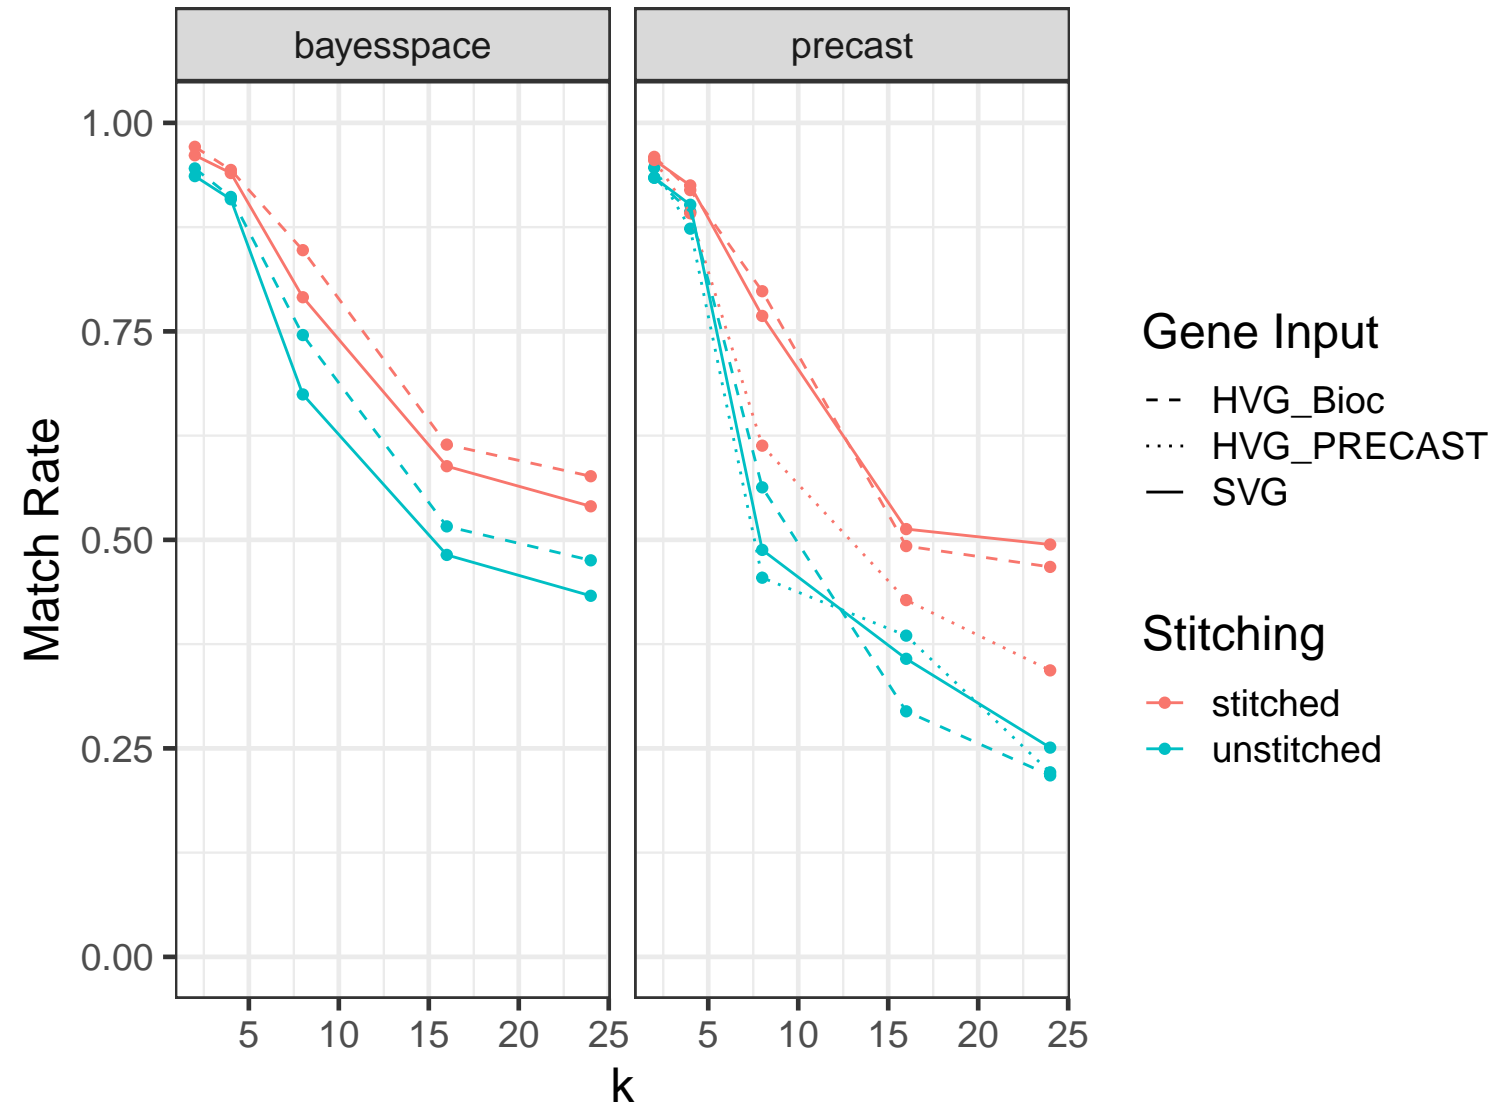 bayesspace
precast
Match Rate
1.00
0.75
0.50
0.25
0.00
5 10 15 20 25
5 10 15 20 25
k
Gene Input
HVG_Bioc
HVG_PRECAST
SVG
Stitching
stitched
unstitched